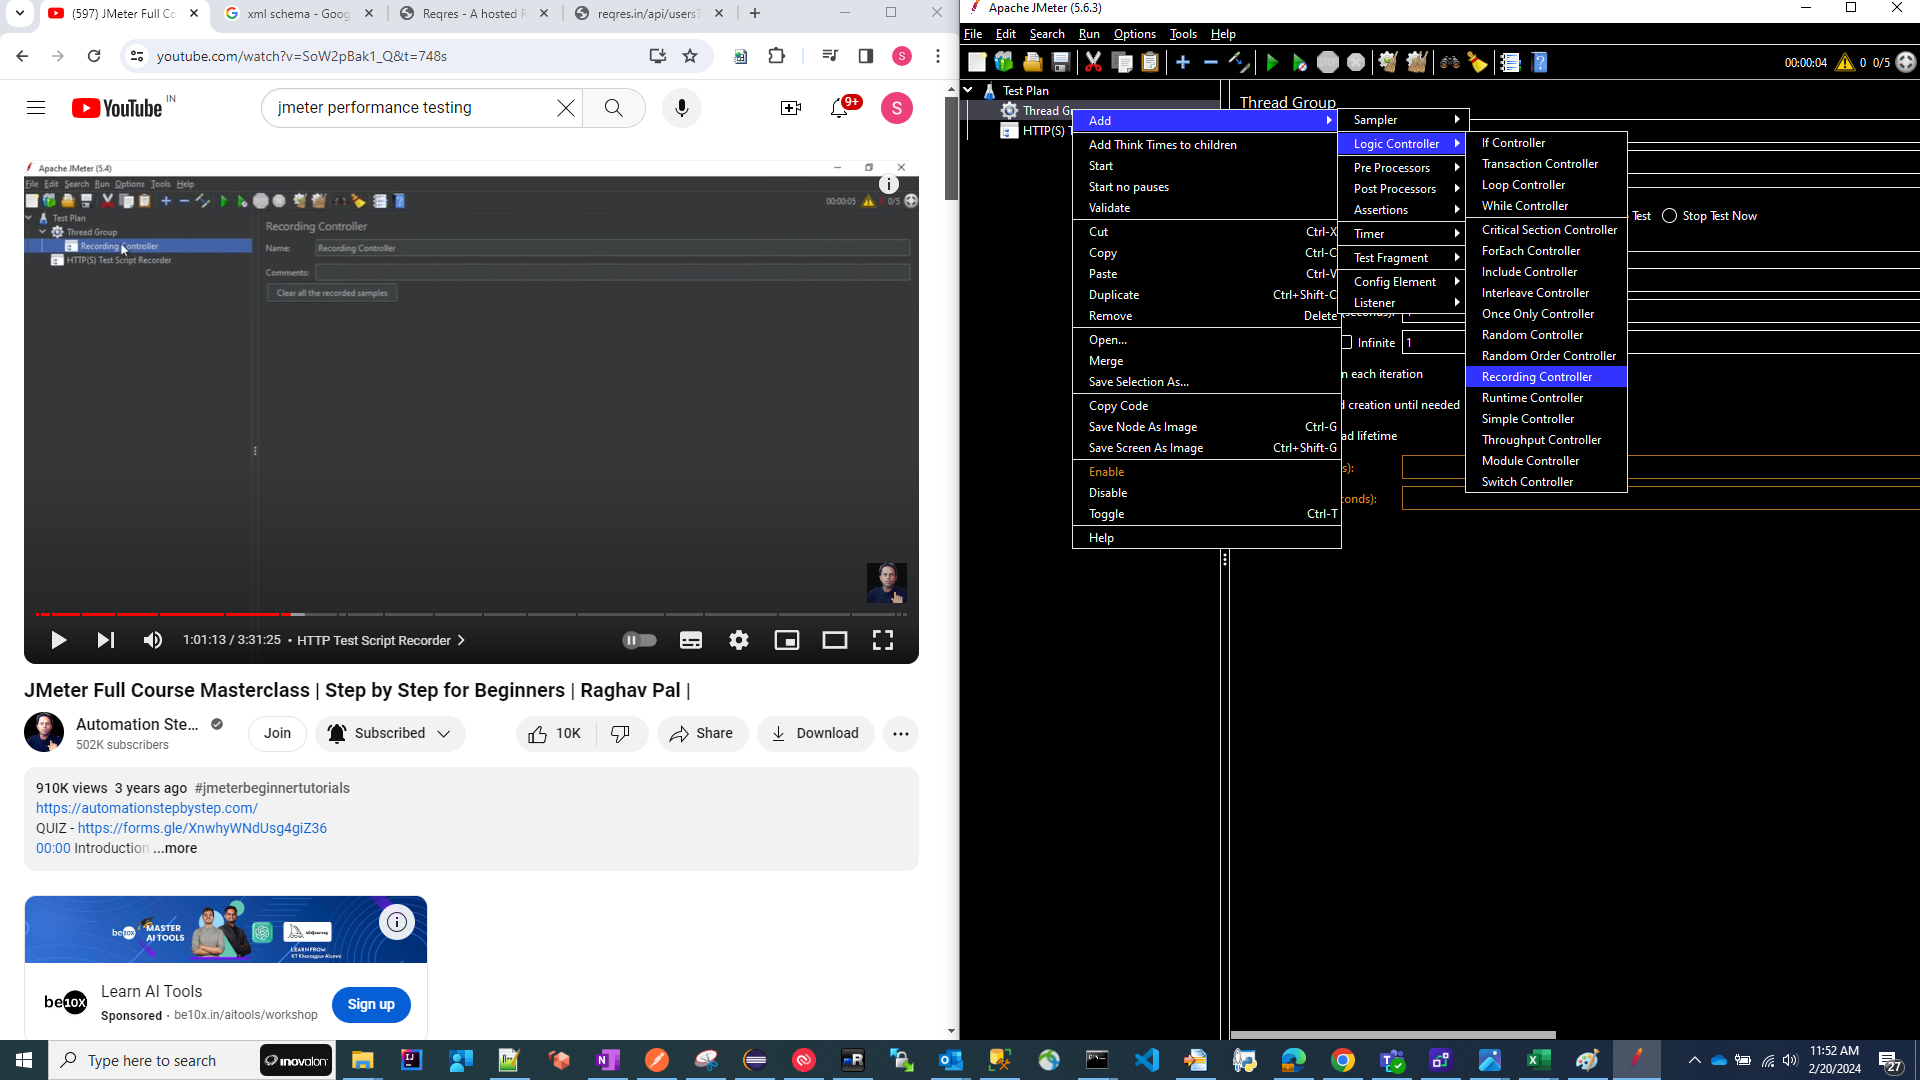 (597) JMeter Full Co
xml schema - Goog
Reqres - A hosted R
reqres.in/api/users?
youtube.com/watch?v=SoW2pBak1_Q&t=748s
S
YouTube IN
jmeter performance testing
9+
S
Apache JMeter (5.4)
File Edit Search Run Options Tools Help
00:00:05 0/5
Test Plan
Thread Group
Recording Controller
HTTP(S) Test Script Recorder
Recording Controller
Name: Recording Controller
Comments:
Clear all the recorded samples
1:01:13 / 3:31:25 • HTTP Test Script Recorder
JMeter Full Course Masterclass | Step by Step for Beginners | Raghav Pal |
Automation Ste...
502K subscribers
Join
Subscribed
10K
Share
Download
910K views 3 years ago #jmeterbeginnertutorials
https://automationstepbystep.com/
QUIZ - https://forms.gle/XnwhyWNdUsg4giZ36
00:00 Introduction ...more
be10x
MASTER
AI TOOLS
LEARN FROM
IIT Kharagpur Alumni
be10X
Learn AI Tools
Sponsored · be10x.in/aitools/workshop
Sign up
Apache JMeter (5.6.3)
File Edit Search Run Options Tools Help
00:00:04 0 0/5
Test Plan
Thread Gr
HTTP(S) T
Thread Group
Add
Add Think Times to children
Start
Start no pauses
Validate
Cut Ctrl-X
Copy Ctrl-C
Paste Ctrl-V
Duplicate Ctrl+Shift-C
Remove Delete
Open...
Merge
Save Selection As...
Copy Code
Save Node As Image Ctrl-G
Save Screen As Image Ctrl+Shift-G
Enable
Disable
Toggle Ctrl-T
Help
Sampler
Logic Controller
Pre Processors
Post Processors
Assertions
Timer
Test Fragment
Config Element
Listener
If Controller
Transaction Controller
Loop Controller
While Controller
Critical Section Controller
ForEach Controller
Include Controller
Interleave Controller
Once Only Controller
Random Controller
Random Order Controller
Recording Controller
Runtime Controller
Simple Controller
Throughput Controller
Module Controller
Switch Controller
Test Stop Test Now
Infinite 1
n each iteration
d creation until needed
ad lifetime
s):
onds):
Type here to search
inovalon
11:52 AM
2/20/2024
27